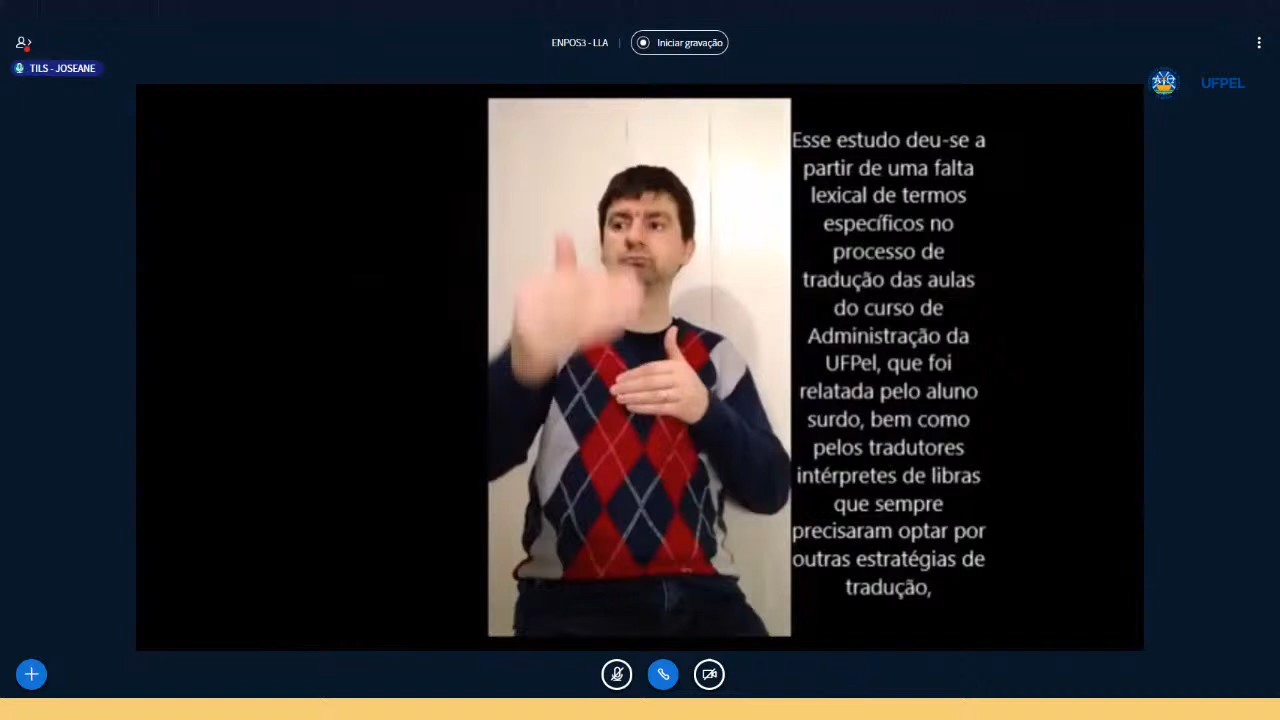 ENPOS3 - LLA
Iniciar gravação
TILS - JOSEANE
UFPEL
Esse estudo deu-se a
partir de uma falta
lexical de termos
específicos no
processo de
tradução das aulas
do curso de
Administração da
UFPel, que foi
relatada pelo aluno
surdo, bem como
pelos tradutores
intérpretes de libras
que sempre
precisaram optar por
outras estratégias de
tradução,